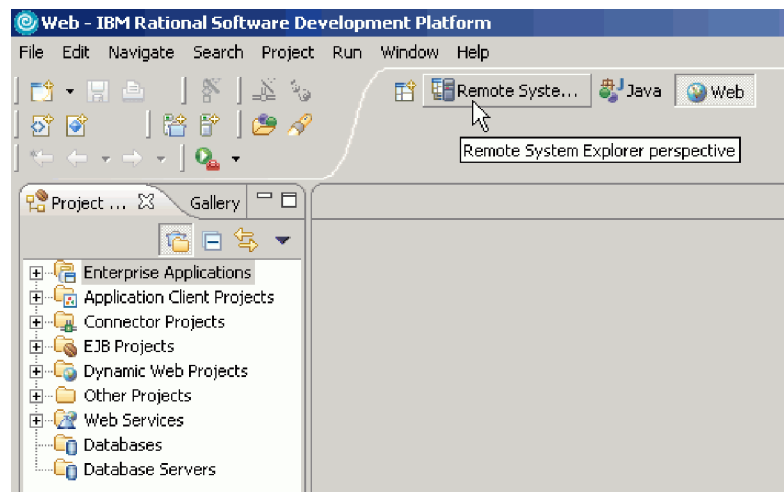 Web - IBM Rational Software Development Platform
File Edit Navigate Search Project Run Window Help
Remote Syste... Java Web
Remote System Explorer perspective
Project ... Gallery
Enterprise Applications
Application Client Projects
Connector Projects
EJB Projects
Dynamic Web Projects
Other Projects
Web Services
Databases
Database Servers